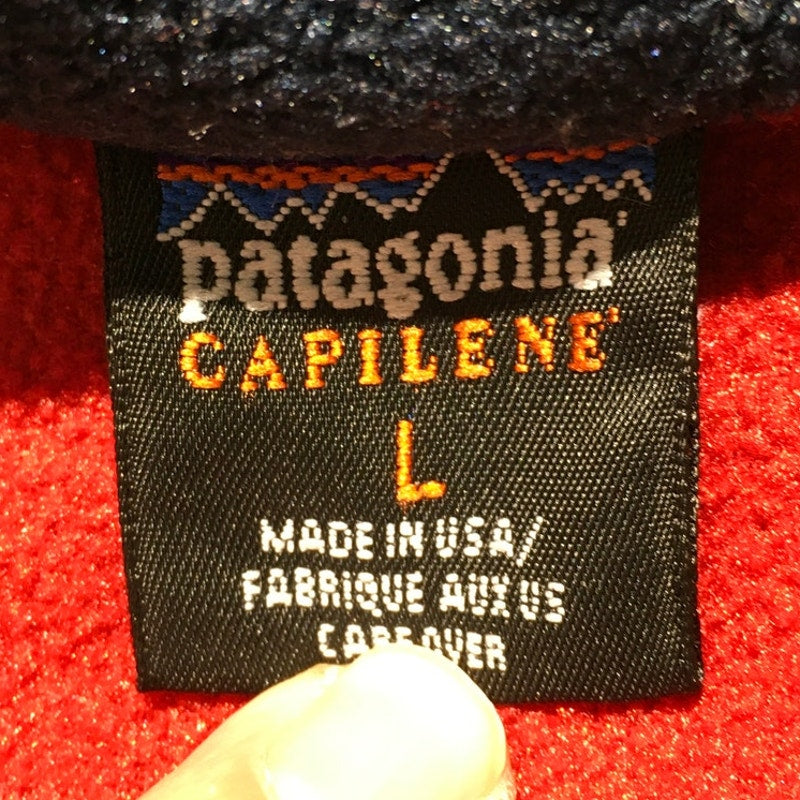 patagonia®
CAPILENE®
L
MADE IN USA/
FABRIQUE AUX US
CARE OVER